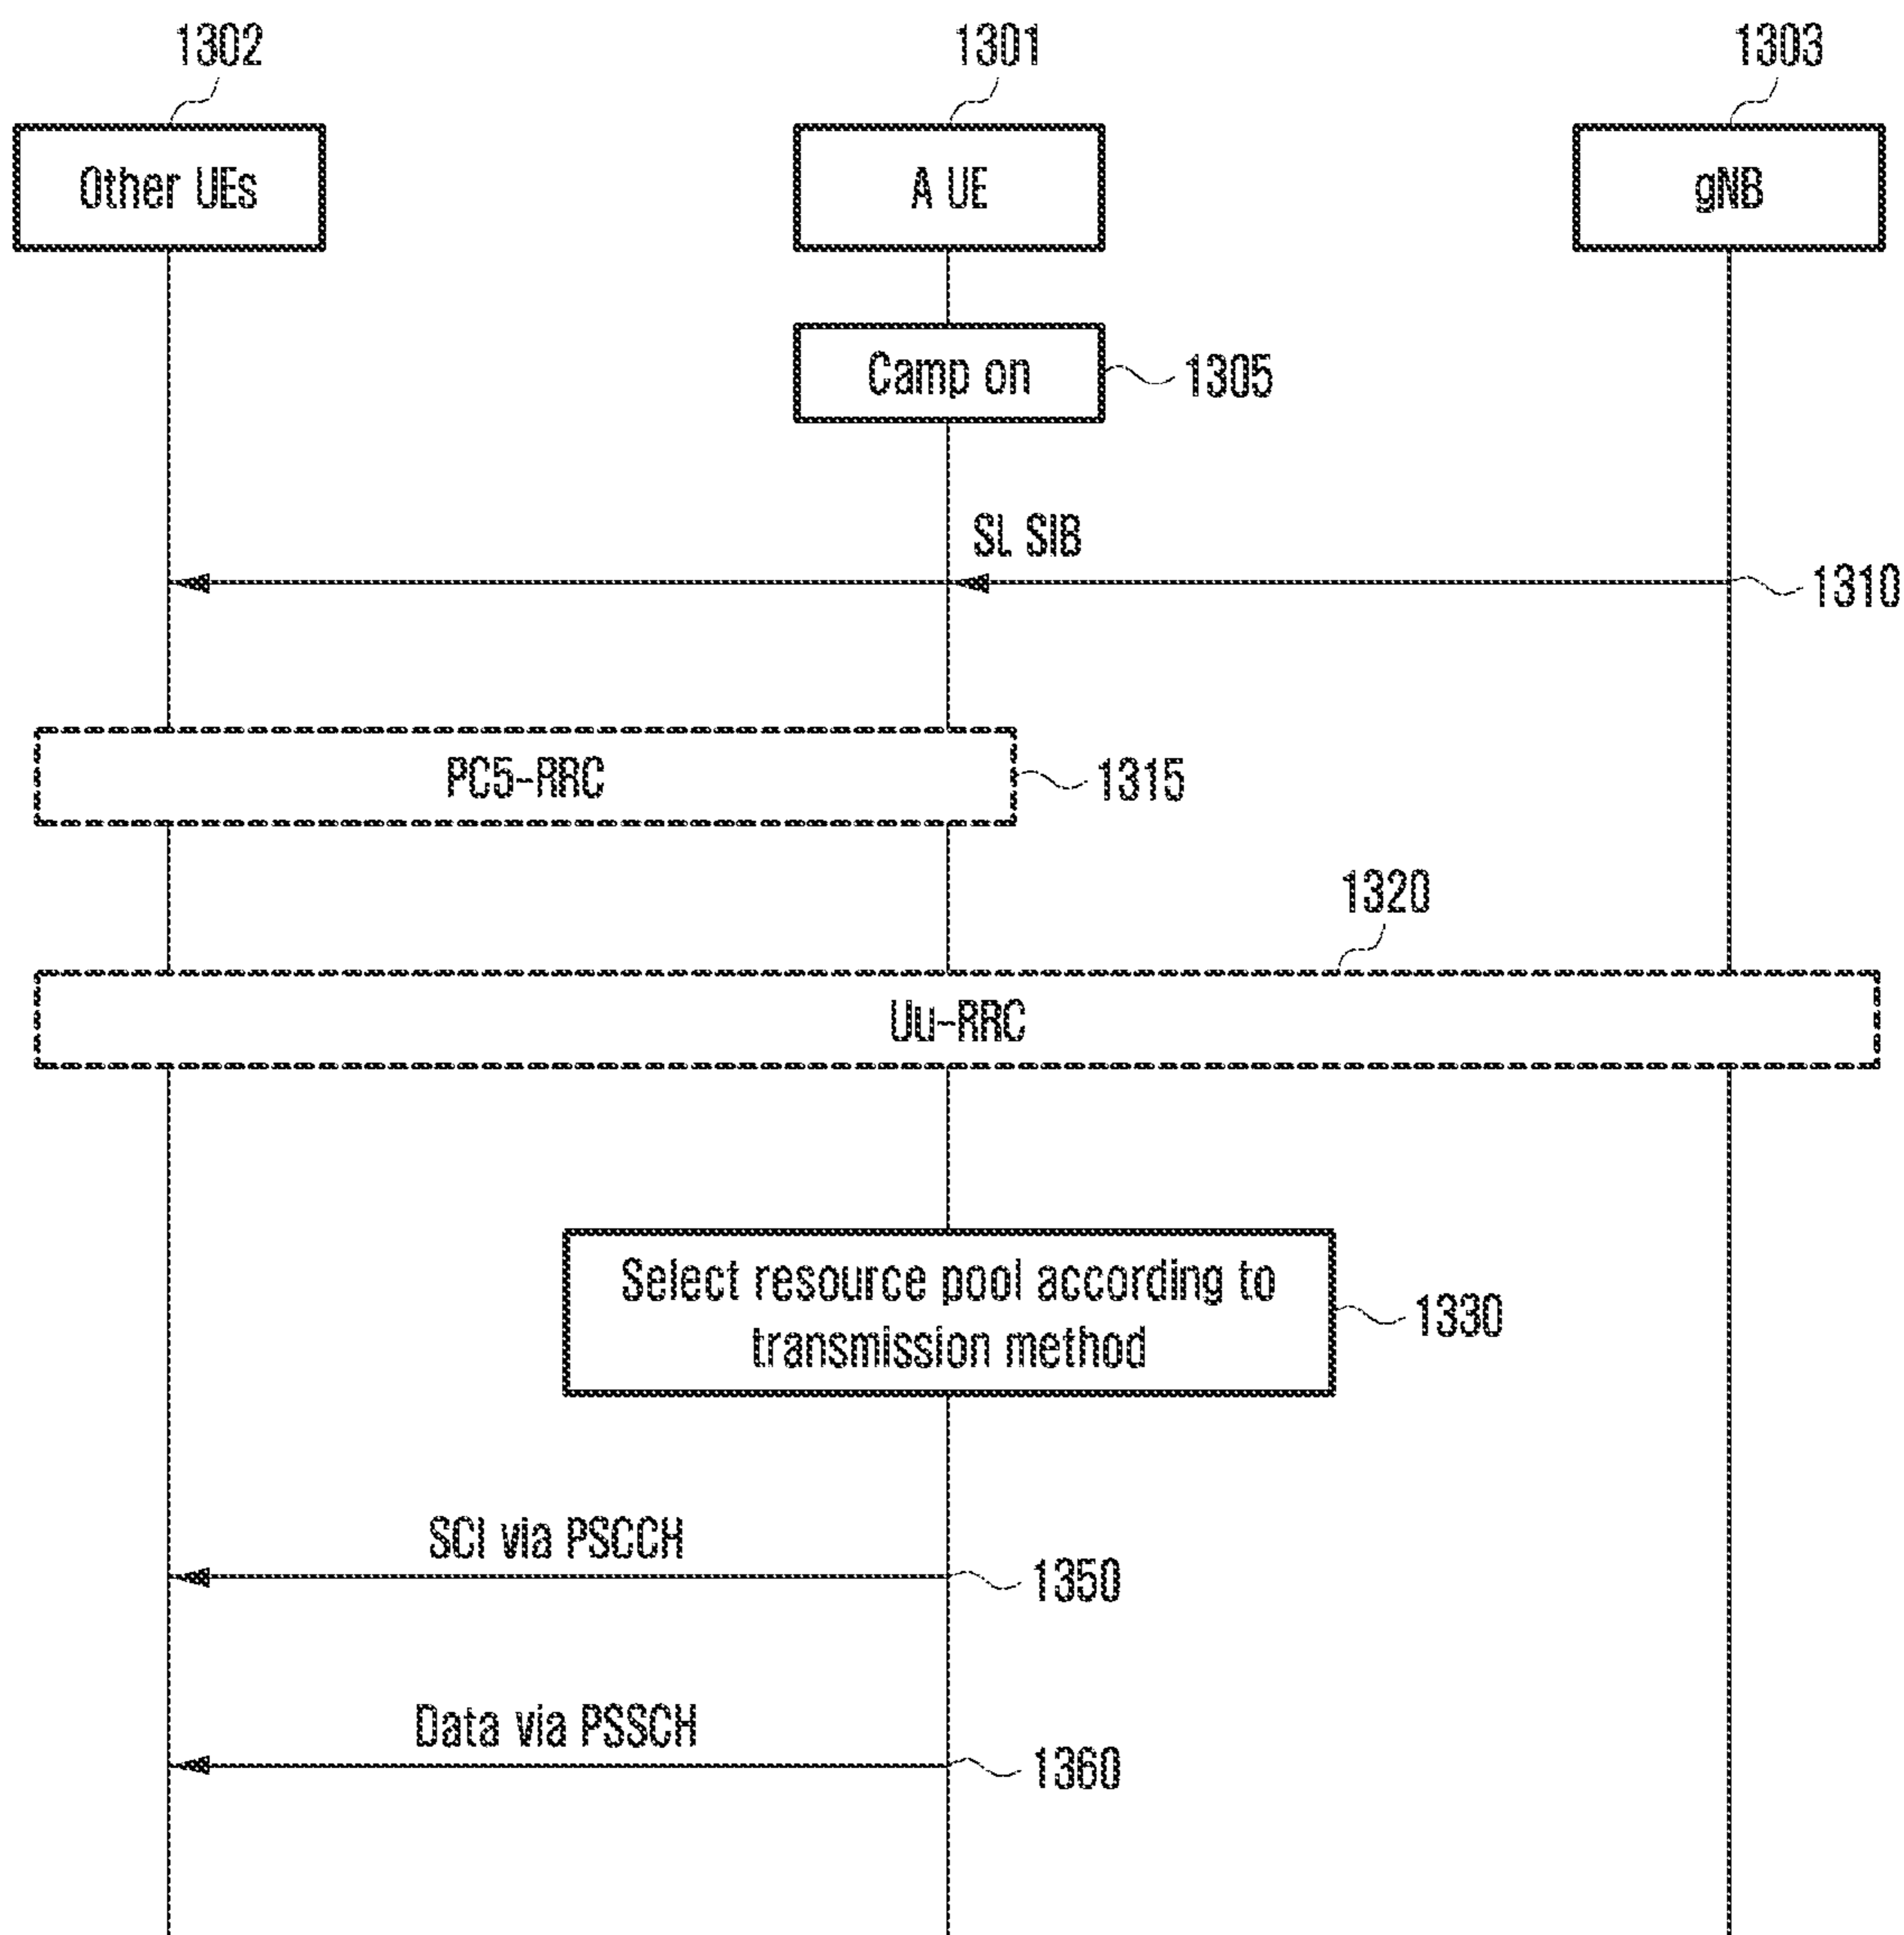 1302
1301
1303
Other UEs
A UE
gNB
Camp on
1305
SL SIB
1310
PC5-RRC
1315
1320
Uu-RRC
Select resource pool according to
transmission method
1330
SCI via PSCCH
1350
Data via PSSCH
1360